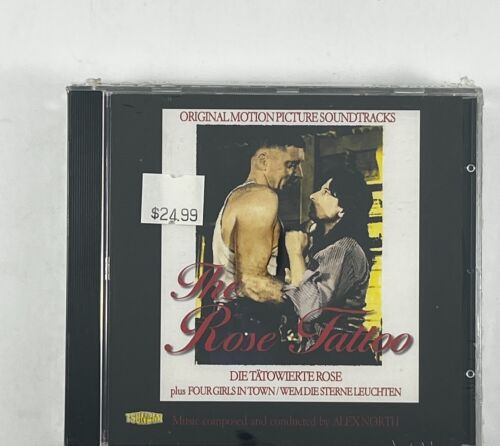 ORIGINAL MOTION PICTURE SOUNDTRACKS
$24.99
The
Rose Tattoo
DIE TÄTOWIERTE ROSE
plus FOUR GIRLS IN TOWN / WEM DIE STERNE LEUCHTEN
TSUNAMI
Music composed and conducted by ALEX NORTH